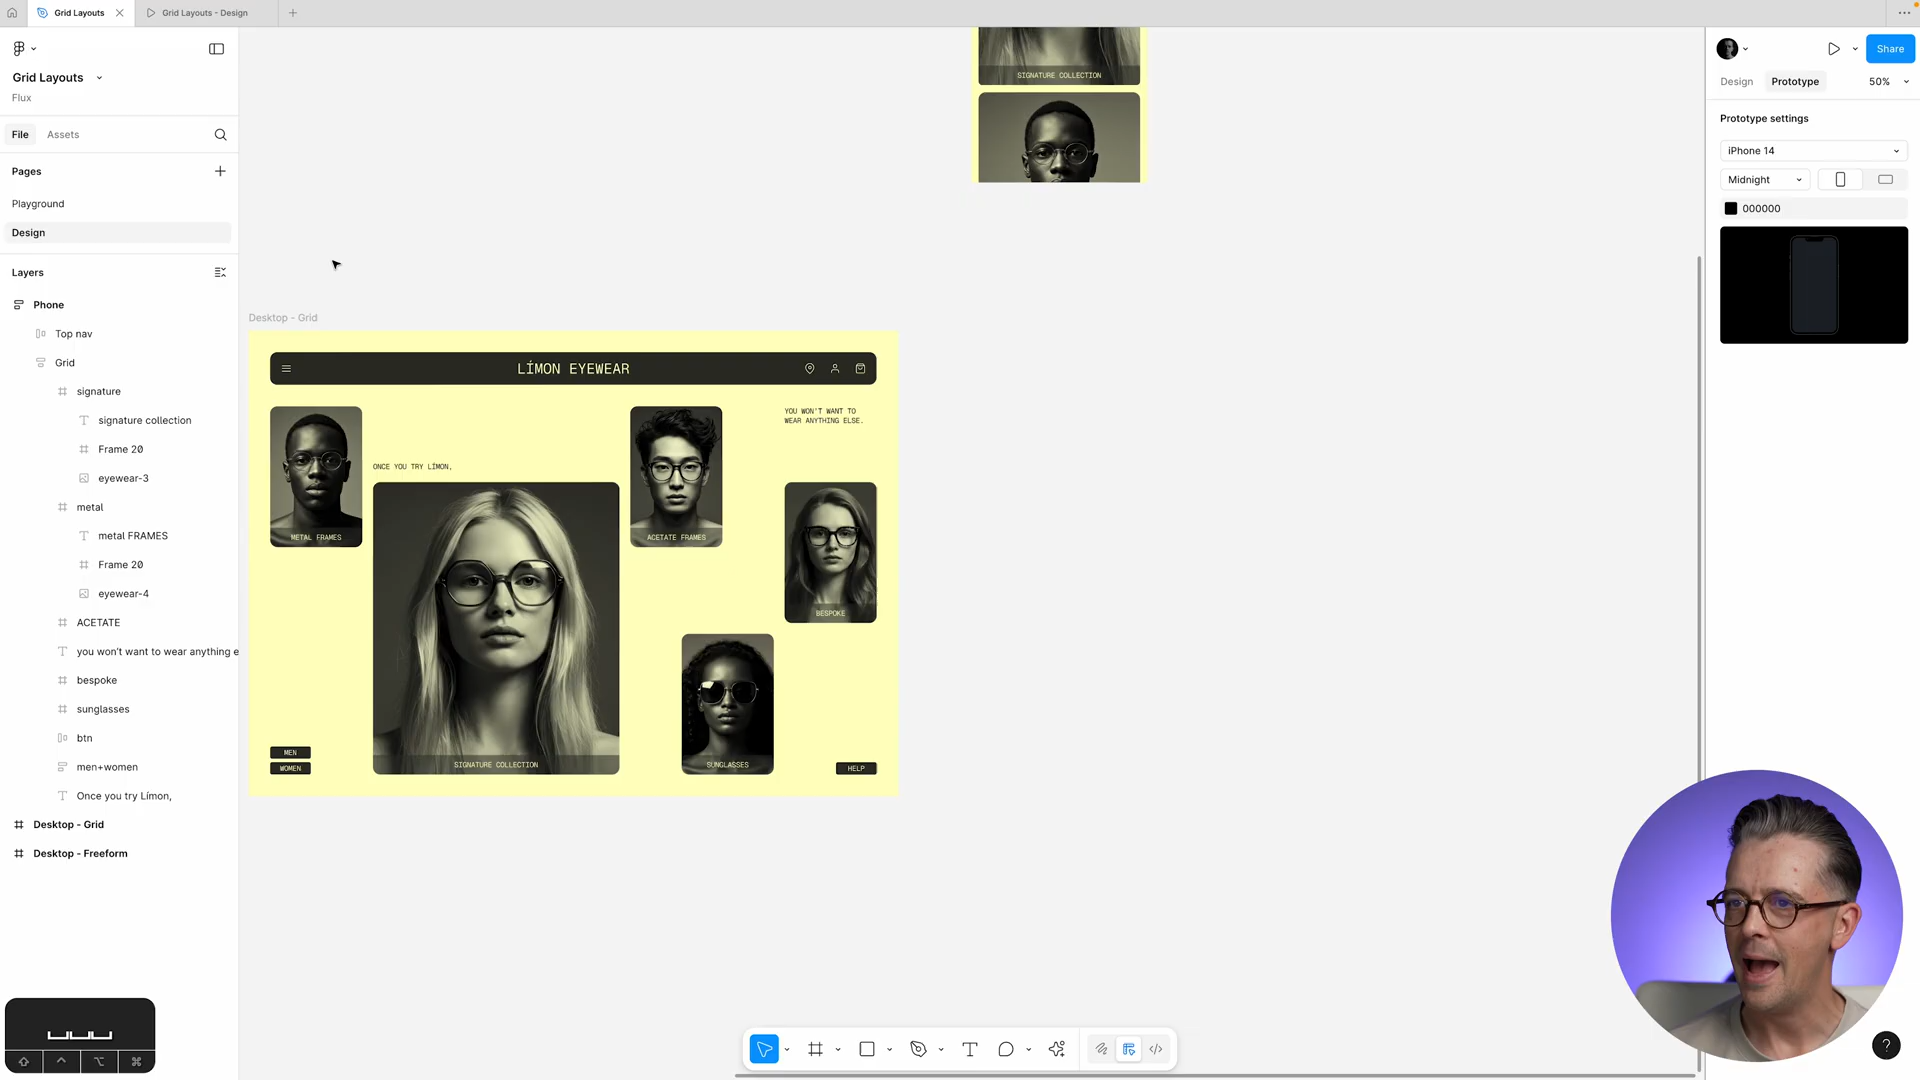 Grid Layouts
Grid Layouts - Design
Grid Layouts
Flux
File
Assets
Pages
Playground
Design
Layers
Phone
Top nav
Grid
signature
signature collection
Frame 20
eyewear-3
metal
metal FRAMES
Frame 20
eyewear-4
ACETATE
you won't want to wear anything e
bespoke
sunglasses
btn
men+women
Once you try Límon,
Desktop - Grid
Desktop - Freeform
SIGNATURE COLLECTION
Desktop - Grid
LÍMON EYEWEAR
YOU WON'T WANT TO
WEAR ANYTHING ELSE.
ONCE YOU TRY LÍMON,
METAL FRAMES
ACETATE FRAMES
BESPOKE
SIGNATURE COLLECTION
SUNGLASSES
MEN
WOMEN
HELP
Share
Design
Prototype
50%
Prototype settings
iPhone 14
Midnight
000000
?